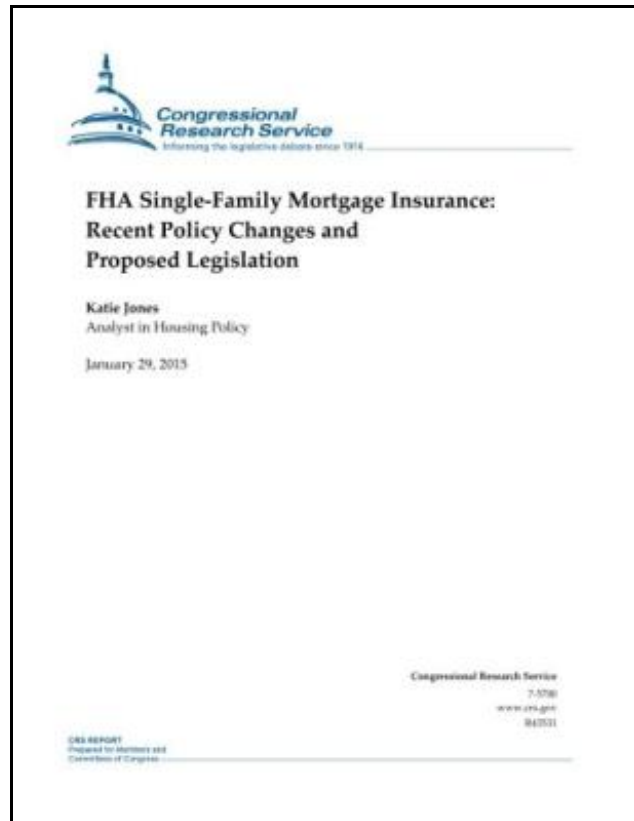 Congressional
Research Service
Informing the legislative debate since 1914
FHA Single-Family Mortgage Insurance:
Recent Policy Changes and
Proposed Legislation
Katie Jones
Analyst in Housing Policy
January 29, 2015
Congressional Research Service
7-5700
www.crs.gov
CRS REPORT
Prepared for Members and
Committees of Congress